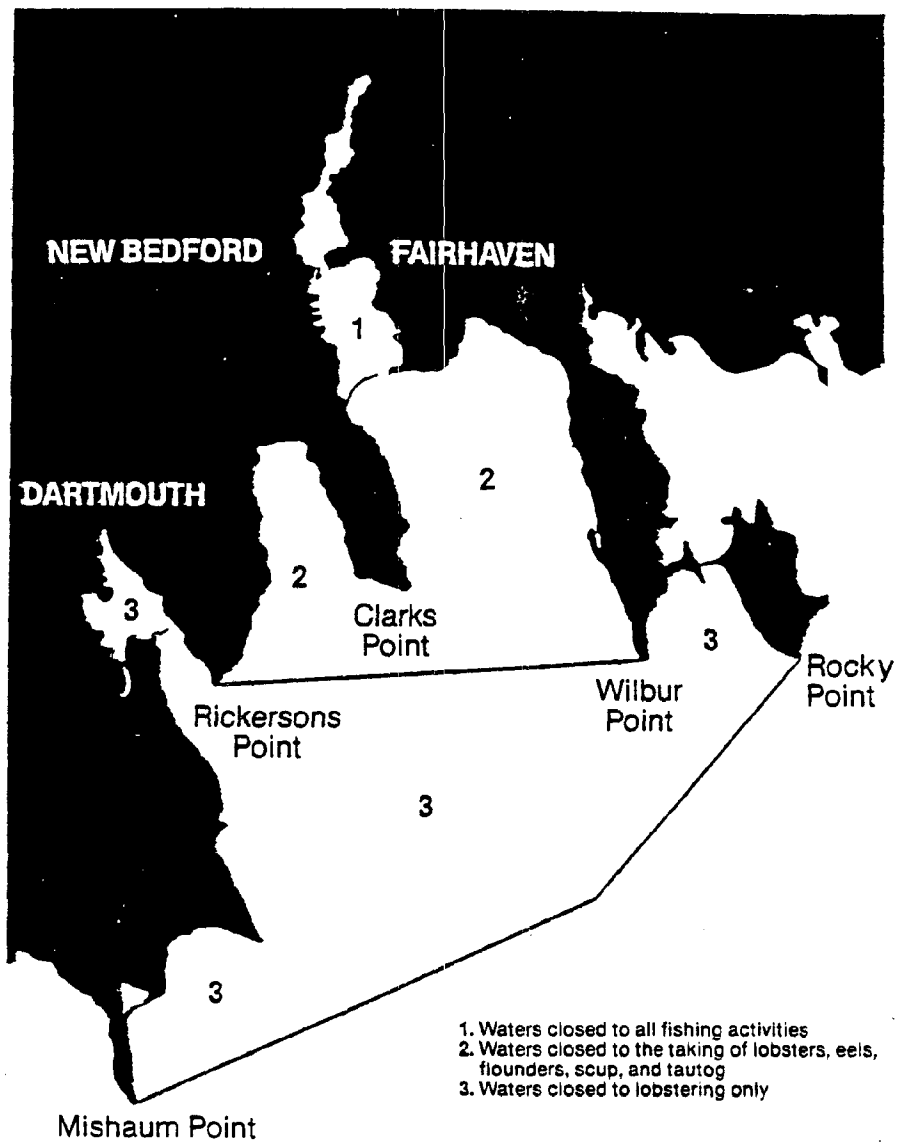 NEW BEDFORD
FAIRHAVEN
1
2
DARTMOUTH
2
3
Clarks
Point
3
Rocky
Point
Wilbur
Point
Rickersons
Point
3
3
1. Waters closed to all fishing activities
2. Waters closed to the taking of lobsters, eels,
flounders, scup, and tautog
3. Waters closed to lobstering only
Mishaum Point